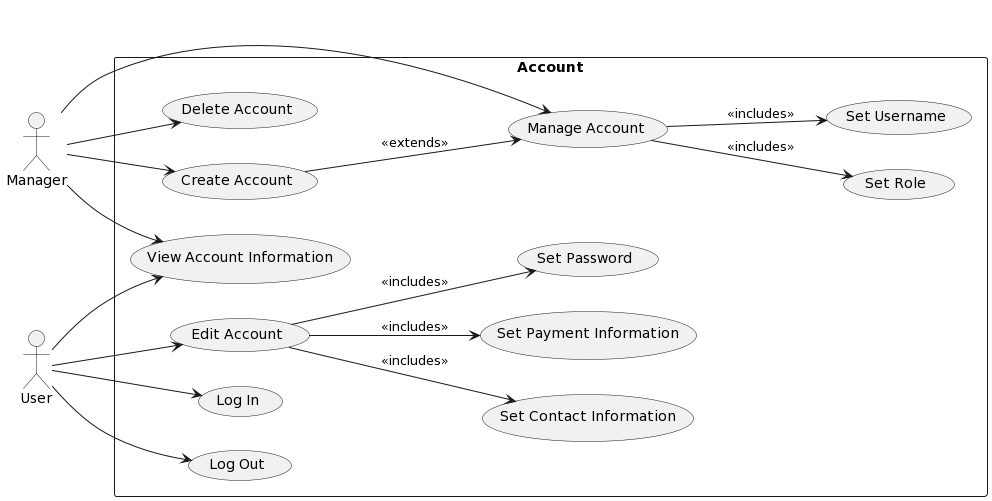 Account
Delete Account
Manage Account
Set Username
«includes»
«extends»
«includes»
Manager
Create Account
Set Role
View Account Information
Set Password
«includes»
Edit Account
«includes»
Set Payment Information
«includes»
User
Log In
Set Contact Information
Log Out